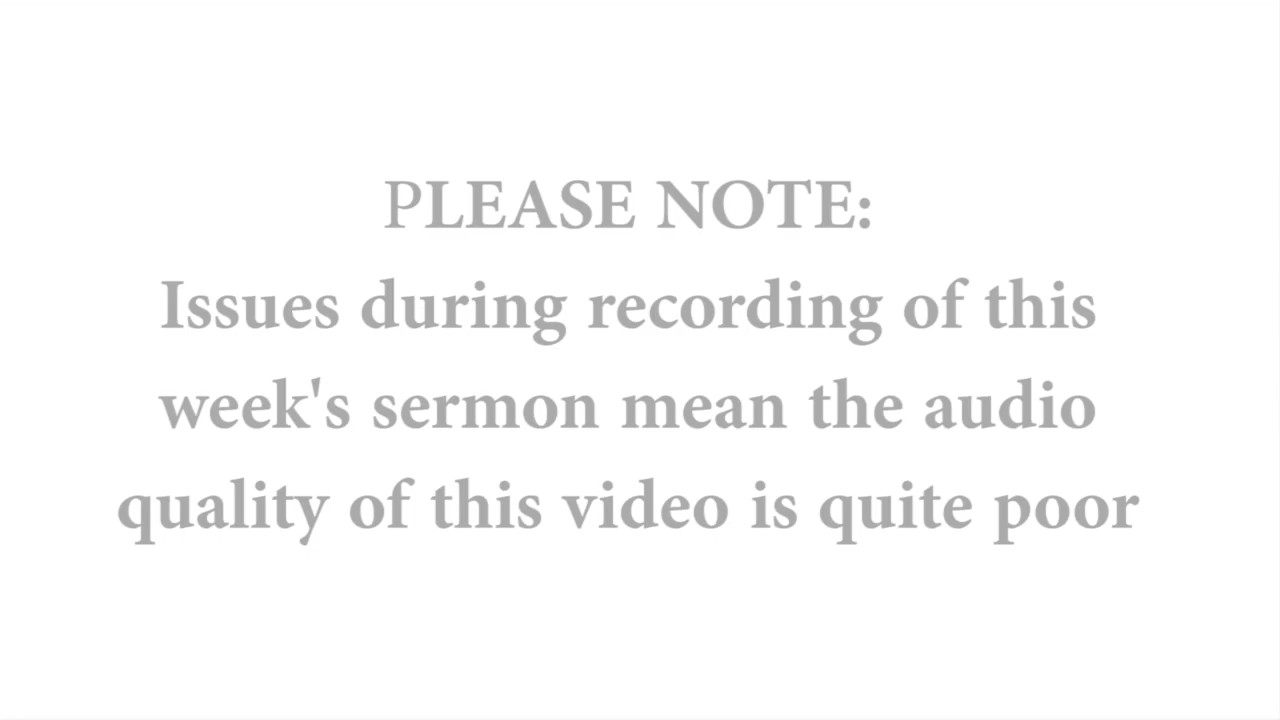 PLEASE NOTE:
Issues during recording of this
week's sermon mean the audio
quality of this video is quite poor